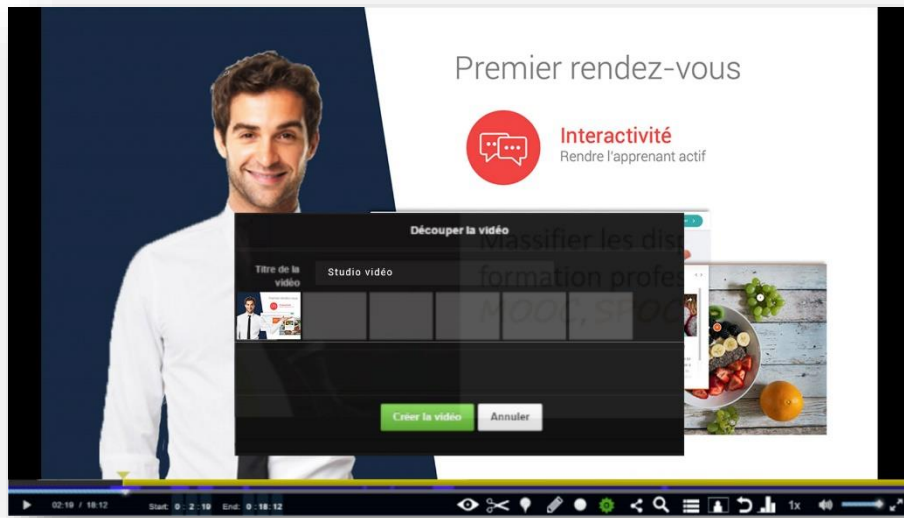 Premier rendez-vous
Interactivité
Rendre l'apprenant actif
Découper la vidéo
Massifier les disp
Titre de la
vidéo
Studio vidéo
formation profes
MOOC, SPOC
Créer la vidéo
Annuler
02:19 / 18:12
Start: 0 : 2 : 19 End: 0 : 18 : 12
1x